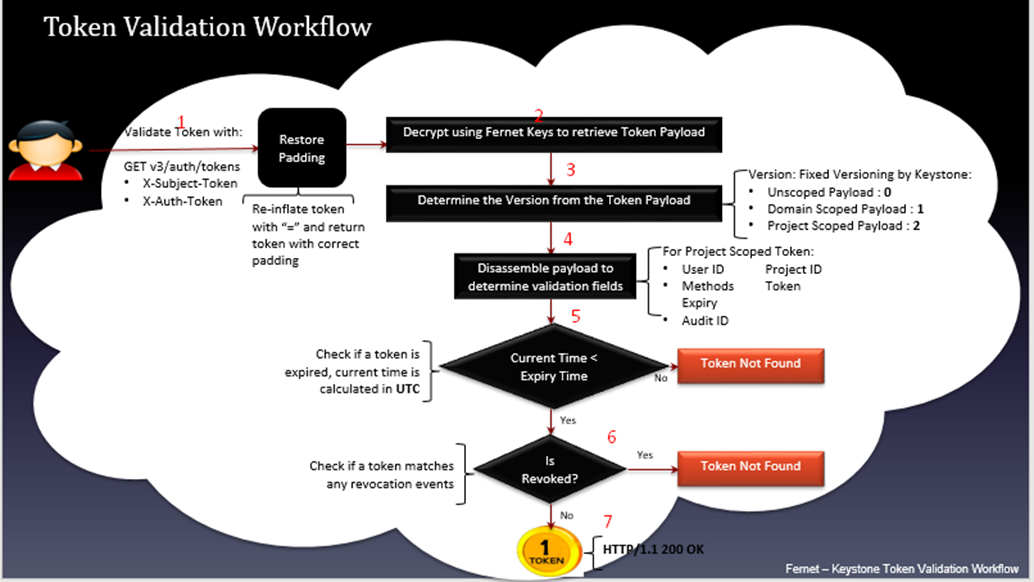 Token Validation Workflow
1
Validate Token with:
GET v3/auth/tokens
• X-Subject-Token
• X-Auth-Token
Restore
Padding
Re-inflate token
with “=” and return
token with correct
padding
2
Decrypt using Fernet Keys to retrieve Token Payload
3
Determine the Version from the Token Payload
Version: Fixed Versioning by Keystone:
• Unscoped Payload : 0
• Domain Scoped Payload : 1
• Project Scoped Payload : 2
4
Disassemble payload to
determine validation fields
For Project Scoped Token:
• User ID Project ID
• Methods Token
Expiry
• Audit ID
5
Check if a token is
expired, current time is
calculated in UTC
Current Time <
Expiry Time
No
Token Not Found
Yes
6
Check if a token matches
any revocation events
Is
Revoked?
Yes
Token Not Found
No
7
1
TOKEN
HTTP/1.1 200 OK
Fernet – Keystone Token Validation Workflow